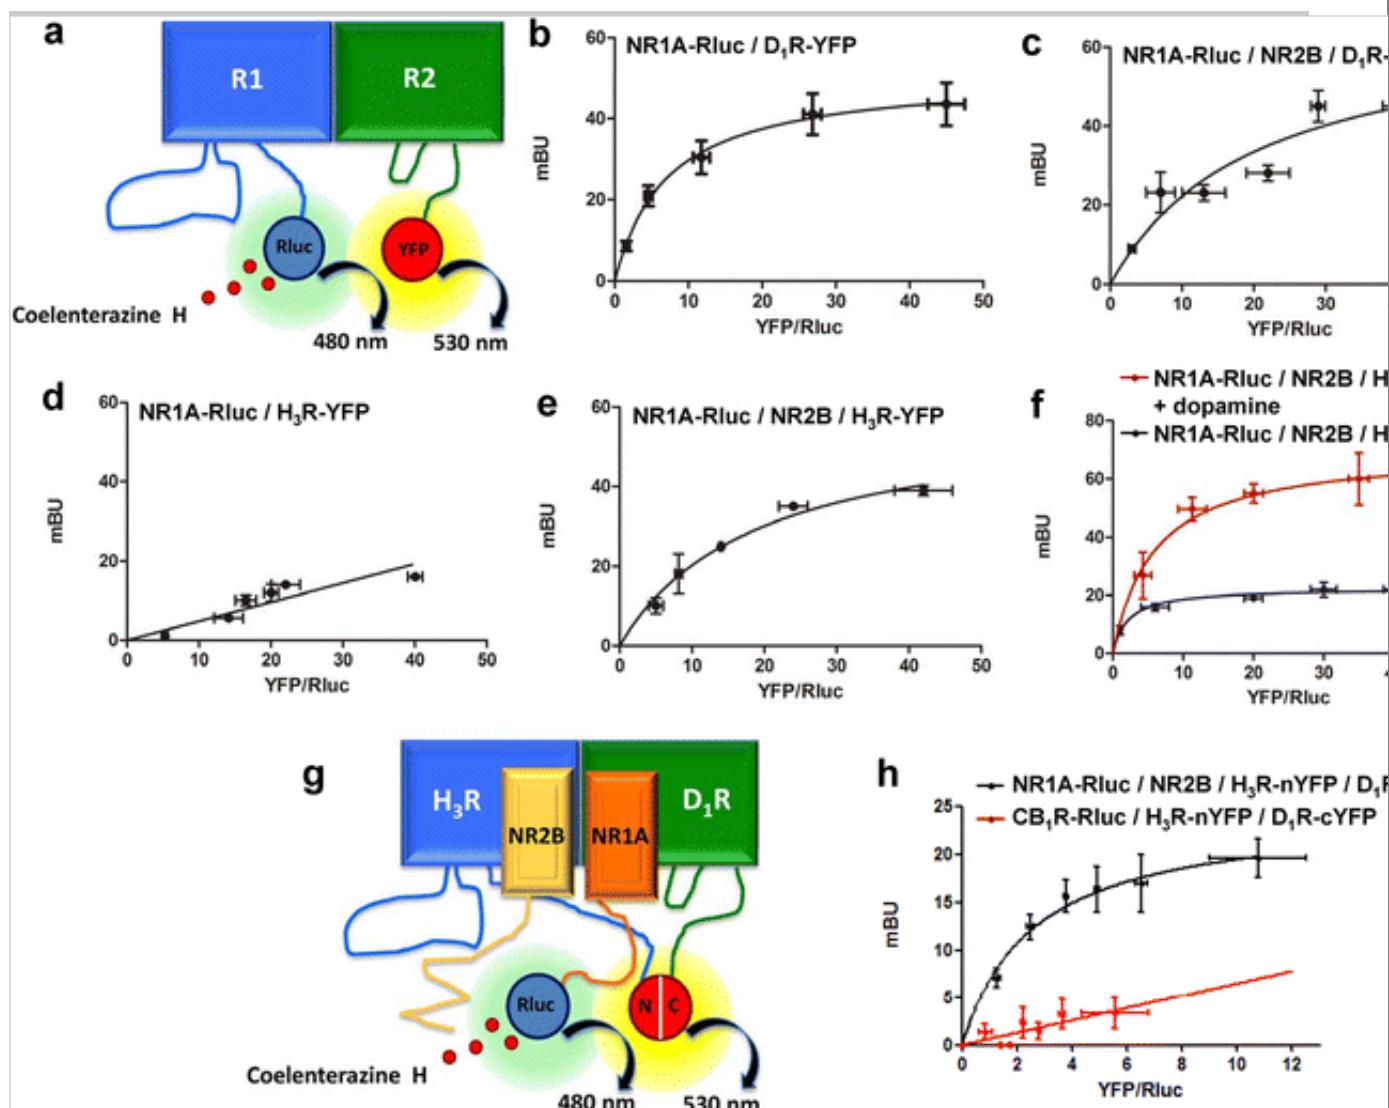 a
R1
R2
Rluc
YFP
Coelenterazine H
480 nm
530 nm
b
NR1A-Rluc / D₁R-YFP
60
40
20
0
mBU
0 10 20 30 40 50
YFP/Rluc
c
NR1A-Rluc / NR2B / D₁R-
60
40
20
0
mBU
0 10 20 30
YFP/Rluc
d
NR1A-Rluc / H₃R-YFP
60
40
20
0
mBU
0 10 20 30 40 50
YFP/Rluc
e
NR1A-Rluc / NR2B / H₃R-YFP
60
40
20
0
mBU
0 10 20 30 40 50
YFP/Rluc
f
NR1A-Rluc / NR2B / H
+ dopamine
NR1A-Rluc / NR2B / H
80
60
40
20
0
mBU
0 10 20 30
YFP/Rluc
g
H₃R
NR2B
NR1A
D₁R
Rluc
N C
Coelenterazine H
480 nm
530 nm
h
NR1A-Rluc / NR2B / H₃R-nYFP / D₁R
CB₁R-Rluc / H₃R-nYFP / D₁R-cYFP
25
20
15
10
5
0
mBU
0 2 4 6 8 10 12
YFP/Rluc